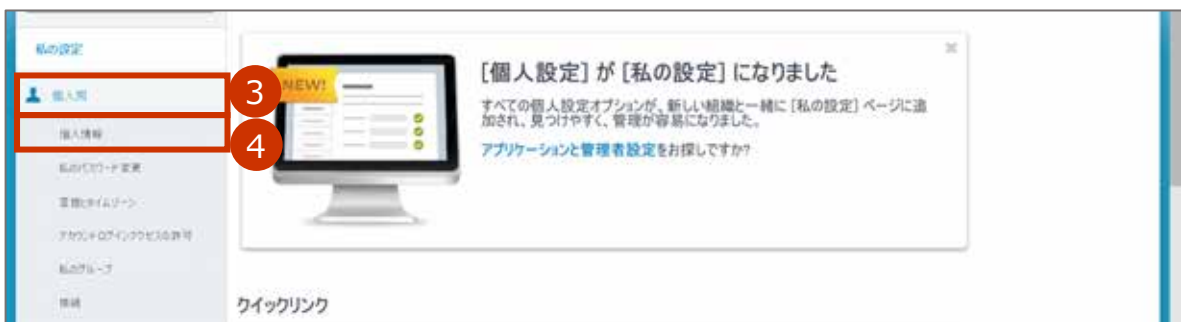 私の設定
個人用
個人情報
私のパスワード変更
言語とタイムゾーン
アカウントログインアクセスの許可
私のグループ
接続
3
4
NEW!
[個人設定] が [私の設定] になりました
すべての個人設定オプションが、新しい組織と一緒に [私の設定] ページに追
加され、見つけやすく、管理が容易になりました。
アプリケーションと管理者設定をお探しですか?
クイックリンク